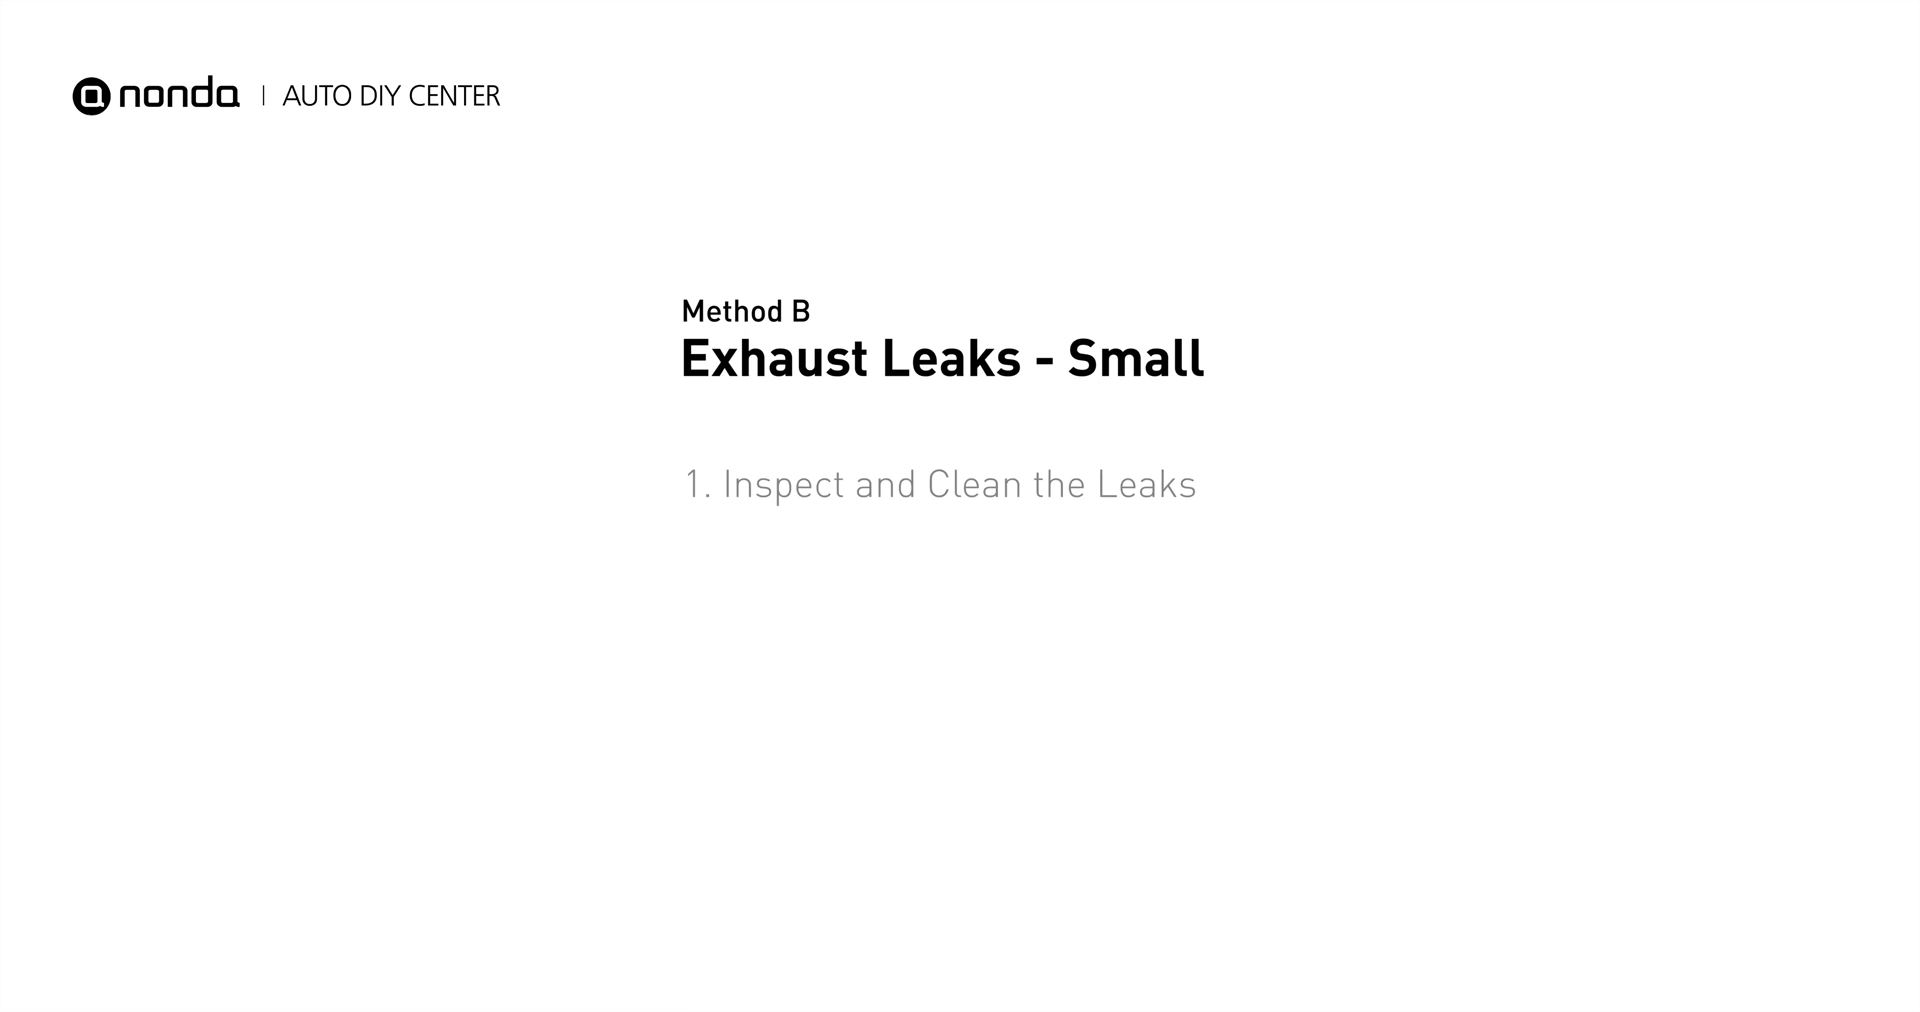 nonda | AUTO DIY CENTER
Method B
Exhaust Leaks - Small
1. Inspect and Clean the Leaks